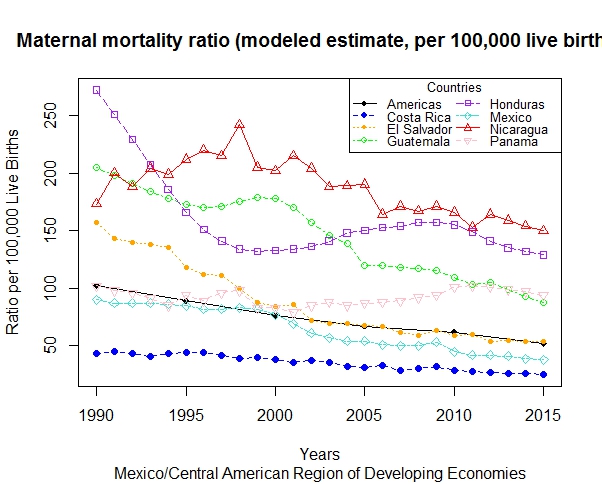 Maternal mortality ratio (modeled estimate, per 100,000 live birth
Countries
Americas Honduras
Costa Rica Mexico
El Salvador Nicaragua
Guatemala Panama
Ratio per 100,000 Live Births
250
200
150
100
50
1990 1995 2000 2005 2010 2015
Years
Mexico/Central American Region of Developing Economies